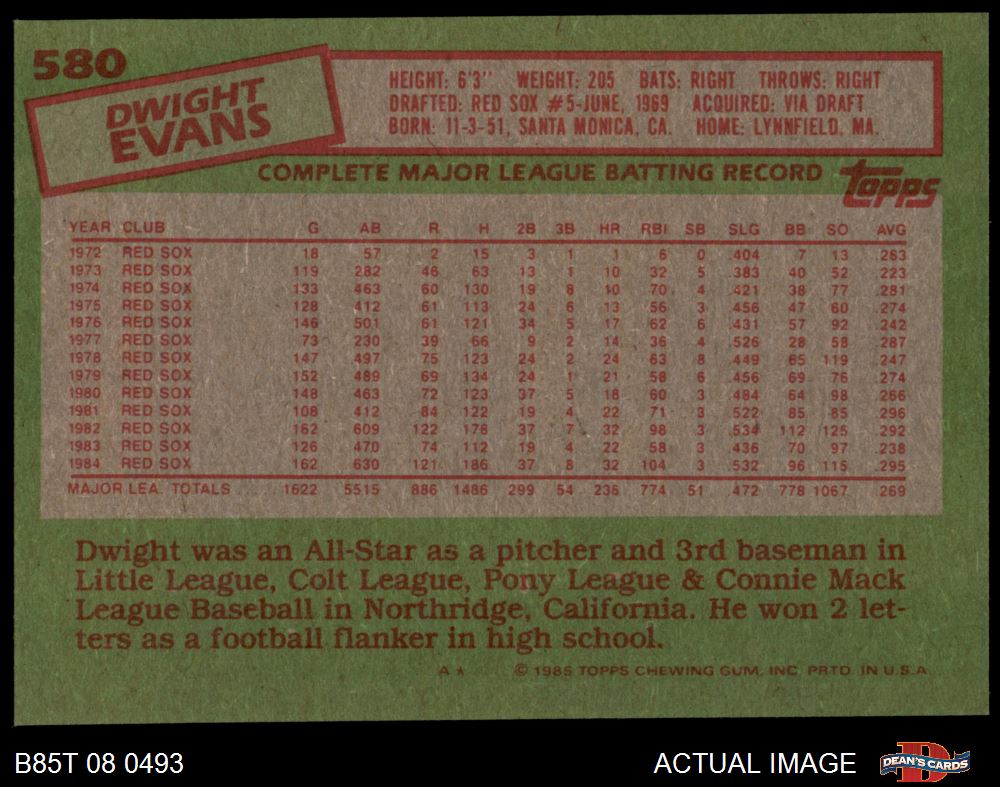 580
DWIGHT
EVANS
HEIGHT: 6'3" WEIGHT: 205 BATS: RIGHT THROWS: RIGHT
DRAFTED: RED SOX #5-JUNE, 1969 ACQUIRED: VIA DRAFT
BORN: 11-3-51, SANTA MONICA, CA. HOME: LYNNFIELD, MA.
COMPLETE MAJOR LEAGUE BATTING RECORD
topps
YEAR CLUB G AB R H 2B 3B HR RBI SB SLG BB SO AVG
1972 RED SOX 18 57 2 15 3 1 1 6 0 .404 7 13 .263
1973 RED SOX 119 282 46 63 13 1 10 32 5 .383 40 52 .223
1974 RED SOX 133 463 60 130 19 8 10 70 4 .421 38 77 .281
1975 RED SOX 128 412 61 113 24 6 13 56 3 .456 47 60 .274
1976 RED SOX 146 501 61 121 34 5 17 62 6 .431 57 92 .242
1977 RED SOX 73 230 39 66 9 2 14 36 4 .526 28 58 .287
1978 RED SOX 147 497 75 123 24 2 24 63 8 .449 65 119 .247
1979 RED SOX 152 489 69 134 24 1 21 58 6 .456 69 76 .274
1980 RED SOX 148 463 72 123 37 5 18 60 3 .484 64 98 .266
1981 RED SOX 108 412 84 122 19 4 22 71 3 .522 85 85 .296
1982 RED SOX 162 609 122 178 37 7 32 98 3 .534 112 125 .292
1983 RED SOX 126 470 74 112 19 4 22 58 3 .436 70 97 .238
1984 RED SOX 162 630 121 186 37 8 32 104 3 .532 96 115 .295
MAJOR LEA. TOTALS ..... 1622 5515 886 1486 299 54 236 774 51 .472 778 1067 .269
Dwight was an All-Star as a pitcher and 3rd baseman in
Little League, Colt League, Pony League & Connie Mack
League Baseball in Northridge, California. He won 2 let-
ters as a football flanker in high school.
A * © 1985 TOPPS CHEWING GUM, INC. PRTD. IN U.S.A.
B85T 08 0493 ACTUAL IMAGE DEAN'S CARDS